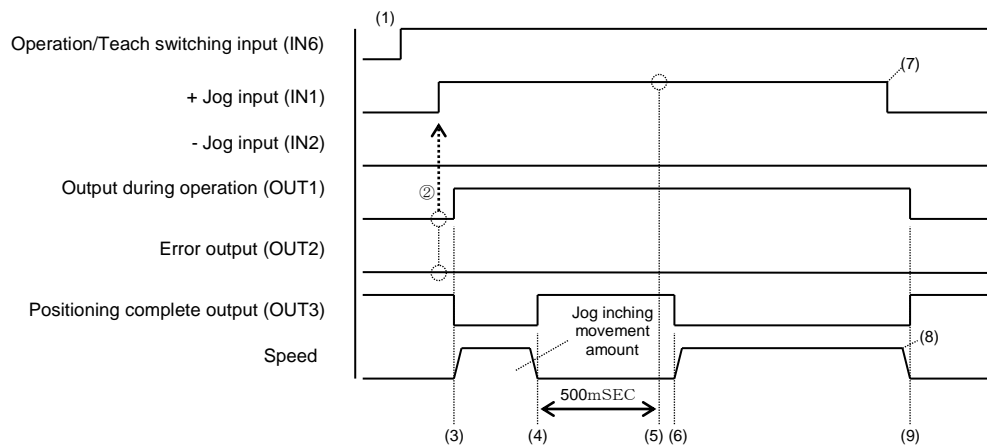 (1)
Operation/Teach switching input (IN6)
(7)
+ Jog input (IN1)
- Jog input (IN2)
Output during operation (OUT1)
②
Error output (OUT2)
Positioning complete output (OUT3)
Jog inching
movement
amount
(8)
Speed
500mSEC
(3)
(4)
(5)
(6)
(9)